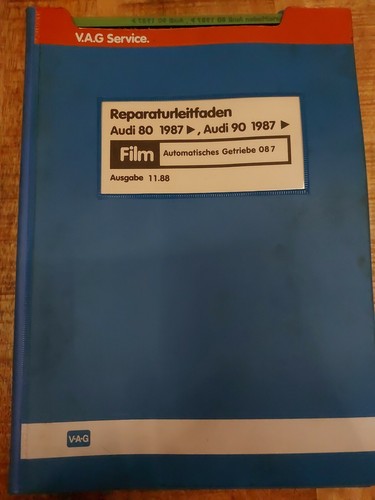 V.A.G Service.
Reparaturleitfaden
Audi 80 1987 ▶, Audi 90 1987 ▶
Film Automatisches Getriebe 087
Ausgabe 11.88
V·A·G